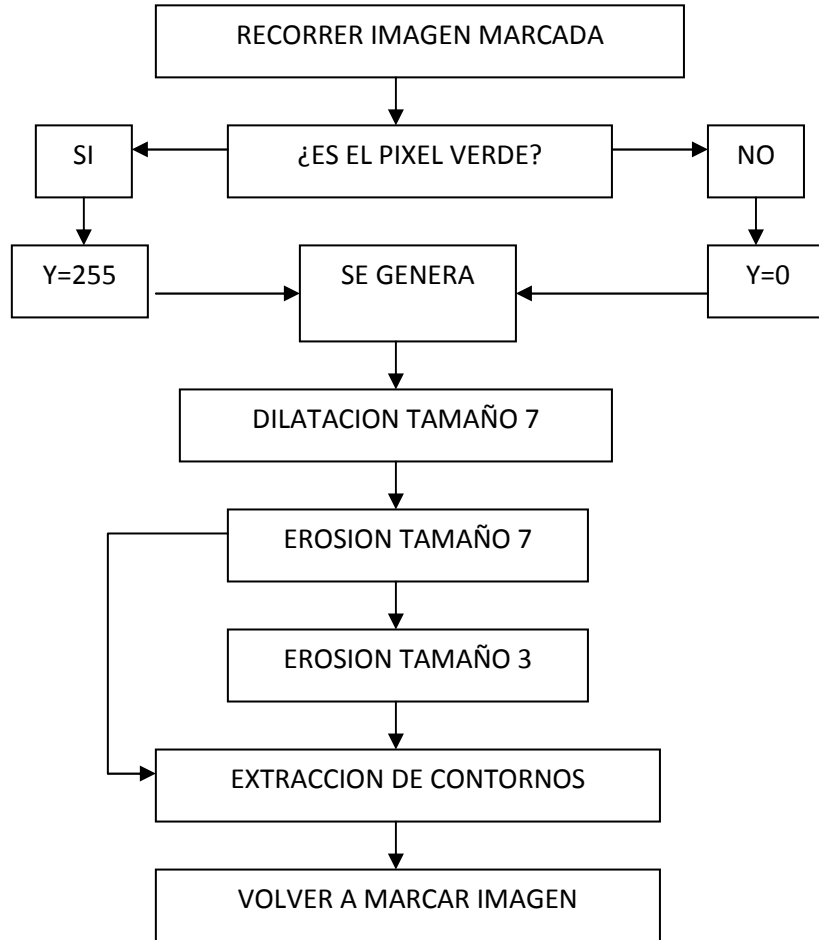 RECORRER IMAGEN MARCADA
SI
¿ES EL PIXEL VERDE?
NO
Y=255
SE GENERA
Y=0
DILATACION TAMAÑO 7
EROSION TAMAÑO 7
EROSION TAMAÑO 3
EXTRACCION DE CONTORNOS
VOLVER A MARCAR IMAGEN